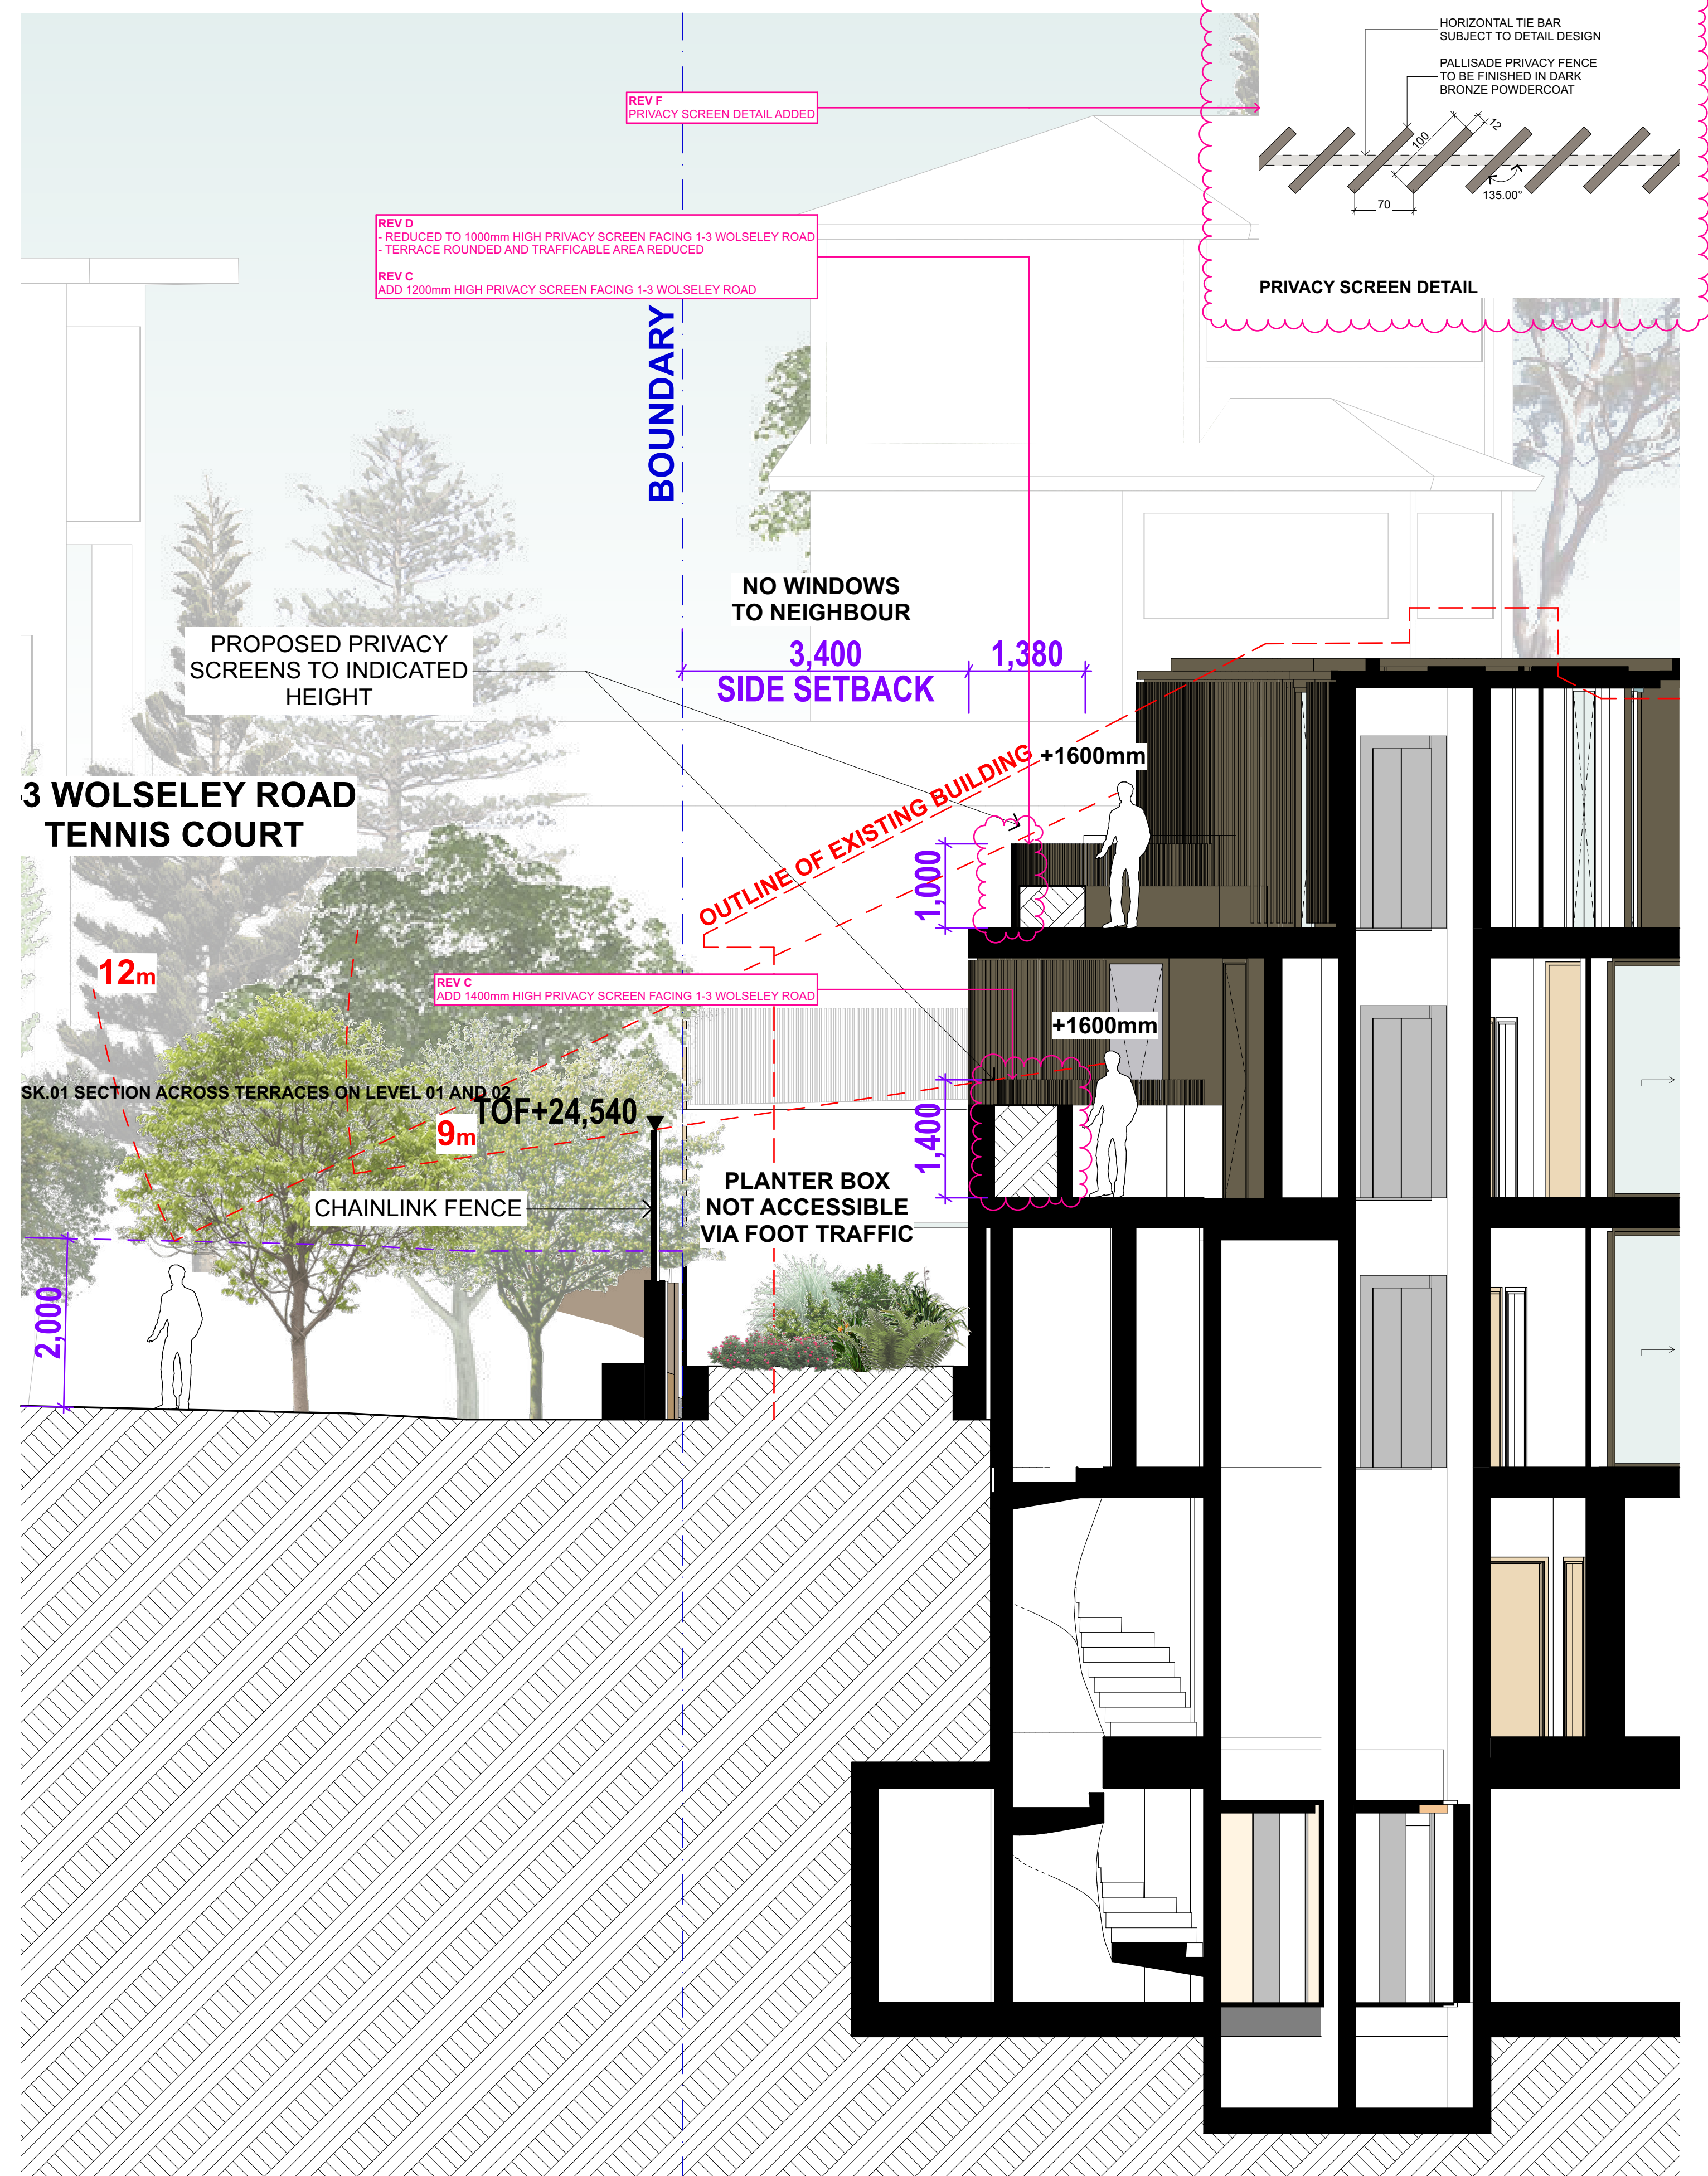 HORIZONTAL TIE BAR
SUBJECT TO DETAIL DESIGN
PALLISADE PRIVACY FENCE
TO BE FINISHED IN DARK
BRONZE POWDERCOAT
100
12
70
135.00°
PRIVACY SCREEN DETAIL
REV F
PRIVACY SCREEN DETAIL ADDED
REV D
- REDUCED TO 1000mm HIGH PRIVACY SCREEN FACING 1-3 WOLSELEY ROAD
- TERRACE ROUNDED AND TRAFFICABLE AREA REDUCED
REV C
ADD 1200mm HIGH PRIVACY SCREEN FACING 1-3 WOLSELEY ROAD
BOUNDARY
NO WINDOWS
TO NEIGHBOUR
3,400
1,380
SIDE SETBACK
PROPOSED PRIVACY
SCREENS TO INDICATED
HEIGHT
OUTLINE OF EXISTING BUILDING
+1600mm
-3 WOLSELEY ROAD
TENNIS COURT
1,000
12m
REV C
ADD 1400mm HIGH PRIVACY SCREEN FACING 1-3 WOLSELEY ROAD
+1600mm
SK.01 SECTION ACROSS TERRACES ON LEVEL 01 AND 02
TOF+24,540
9m
1,400
PLANTER BOX
NOT ACCESSIBLE
VIA FOOT TRAFFIC
CHAINLINK FENCE
2,000